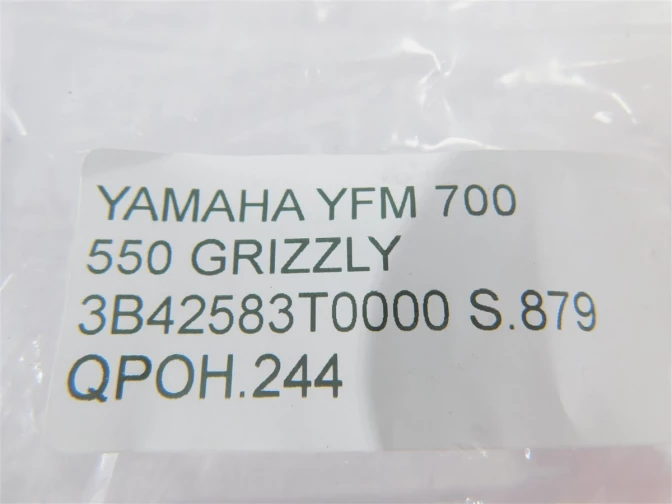 YAMAHA YFM 700
550 GRIZZLY
3B42583T0000 S.879
QPOH.244